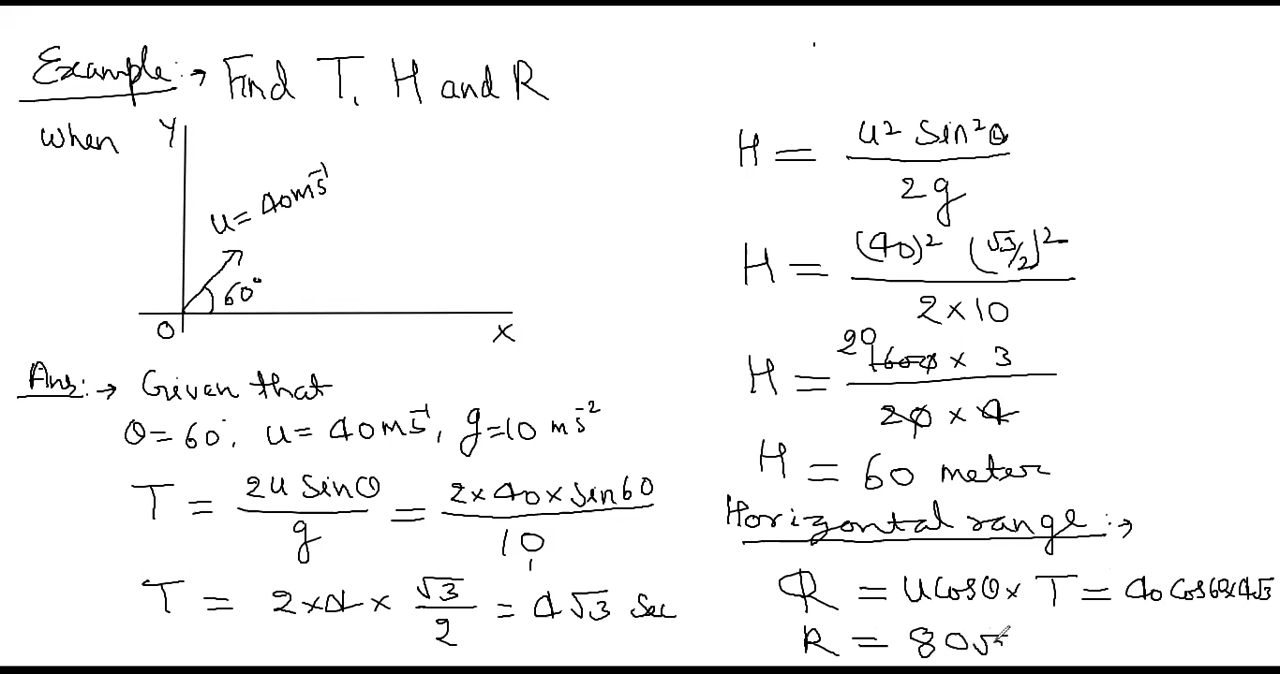 Example:→ Find T, H and R
when
Y
u = 40ms⁻¹
60°
O
X
Ans:→ Given that
θ = 60°, u = 40ms⁻¹, g = 10 ms⁻²
T = 2u Sinθ / g = 2 × 40 × Sin60 / 10
T = 2 × 4 × √3 / 2 = 4√3 Sec
H = u² Sin²θ / 2g
H = (40)² (√3/2)² / 2 × 10
20
H = 1600 × 3 / 20 × 4
H = 60 meter
Horizontal range:→
R = u Cosθ × T = 40 Cos60 × 4√3
R = 80√